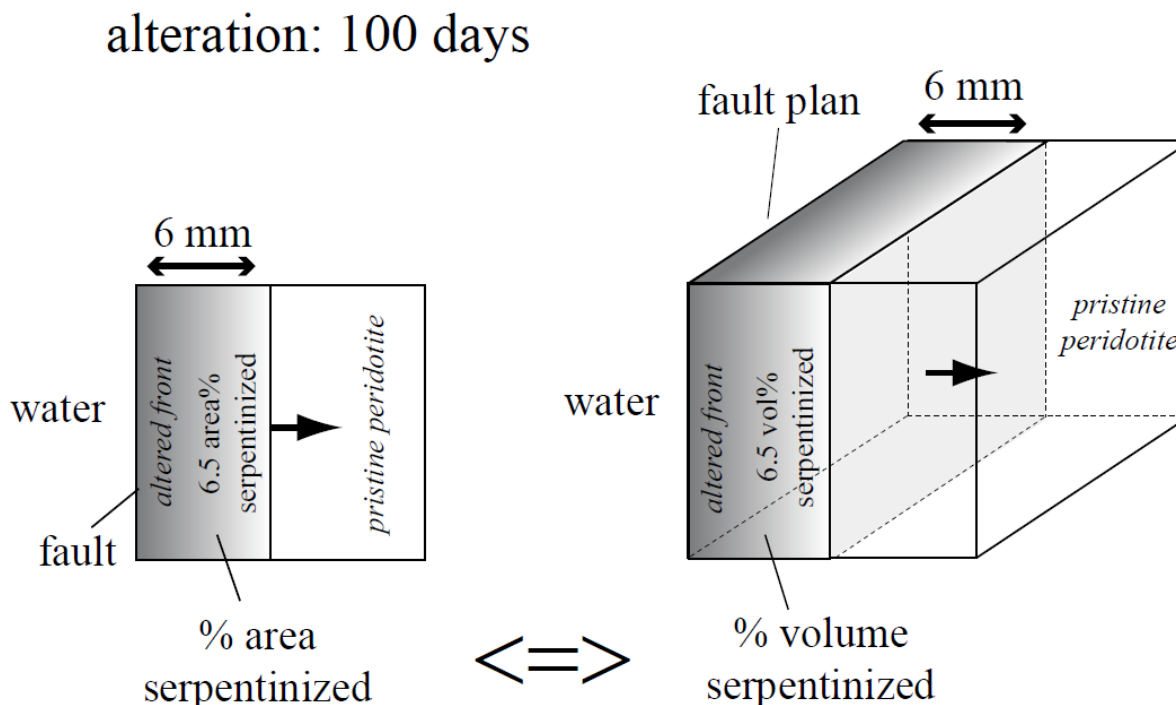 alteration: 100 days
6 mm
water
altered front
6.5 area%
serpentinized
pristine peridotite
fault
% area
serpentinized
<=>
fault plan
6 mm
water
altered front
6.5 vol%
serpentinized
pristine
peridotite
% volume
serpentinized